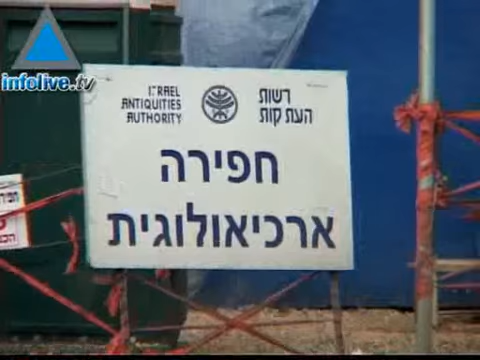 infolive.tv
ISRAEL
ANTIQUITIES
AUTHORITY
רשות
העתיקות
חפירה
ארכיאולוגית